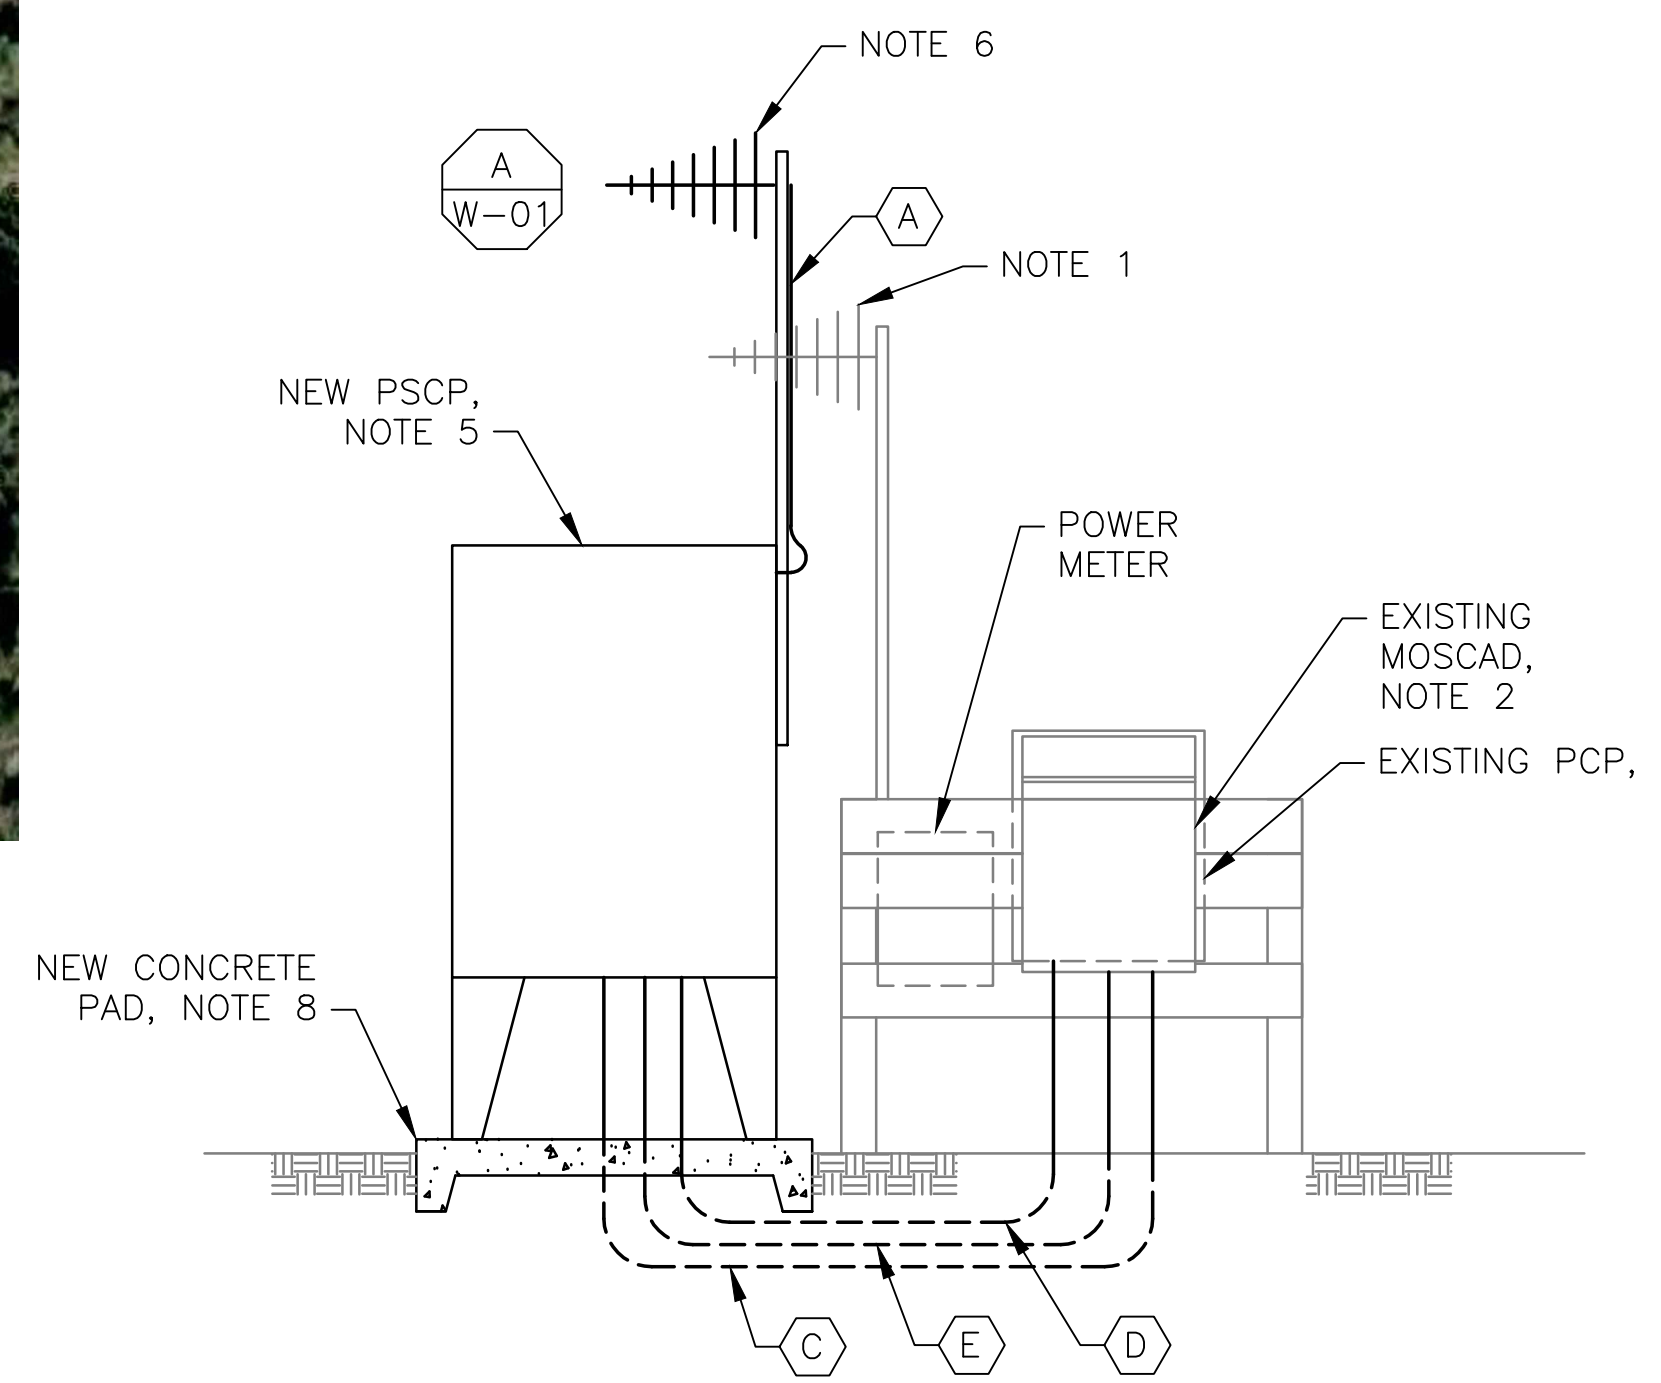 NOTE 6
A
W-01
A
NOTE 1
NEW PSCP,
NOTE 5
POWER
METER
EXISTING
MOSCAD,
NOTE 2
EXISTING PCP,
NEW CONCRETE
PAD, NOTE 8
C
E
D